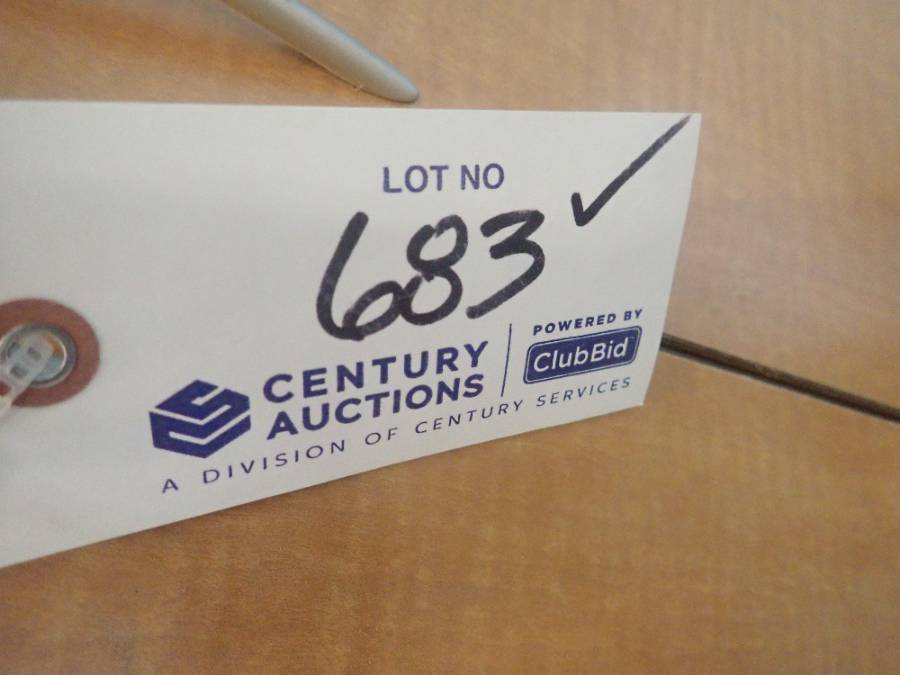 LOT NO
683 ✓
CENTURY
AUCTIONS
POWERED BY
ClubBid
A DIVISION OF CENTURY SERVICES